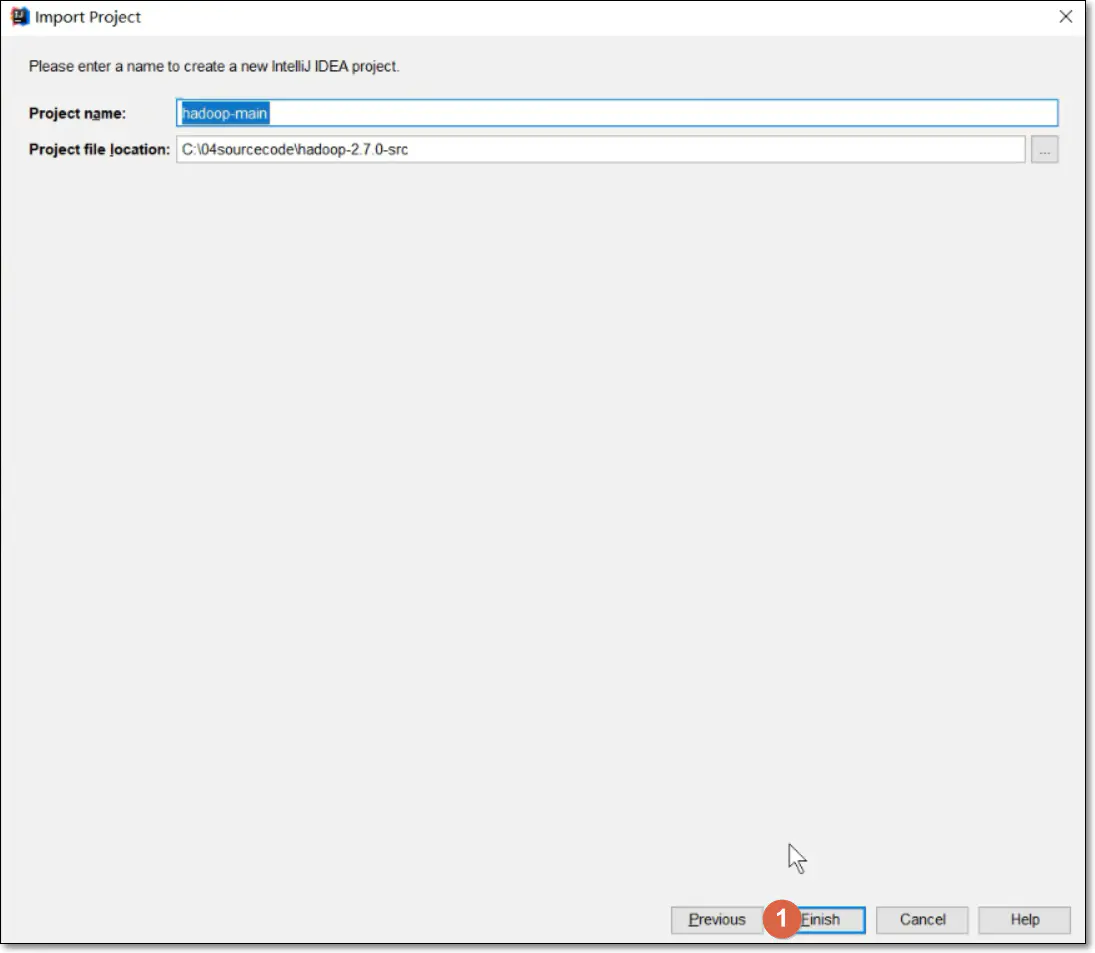 Import Project
Please enter a name to create a new IntelliJ IDEA project.
Project name: hadoop-main
Project file location: C:\04sourcecode\hadoop-2.7.0-src ...
Previous 1 Finish Cancel Help